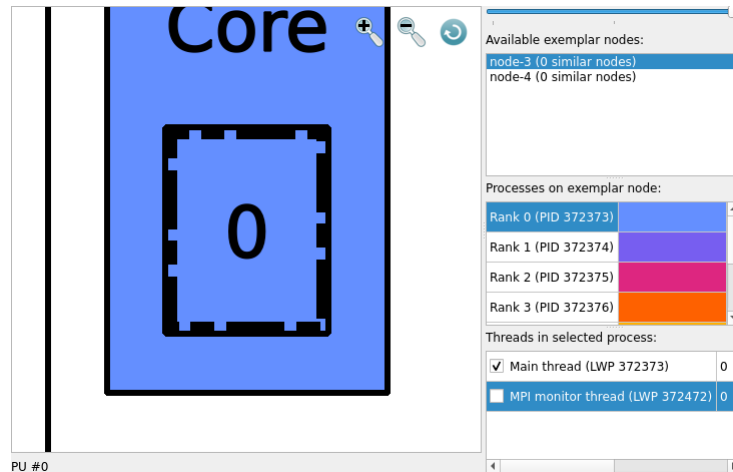 Core
0
PU #0
Available exemplar nodes:
node-3 (0 similar nodes)
node-4 (0 similar nodes)
Processes on exemplar node:
Rank 0 (PID 372373)
Rank 1 (PID 372374)
Rank 2 (PID 372375)
Rank 3 (PID 372376)
Threads in selected process:
Main thread (LWP 372373) 0
MPI monitor thread (LWP 372472) 0